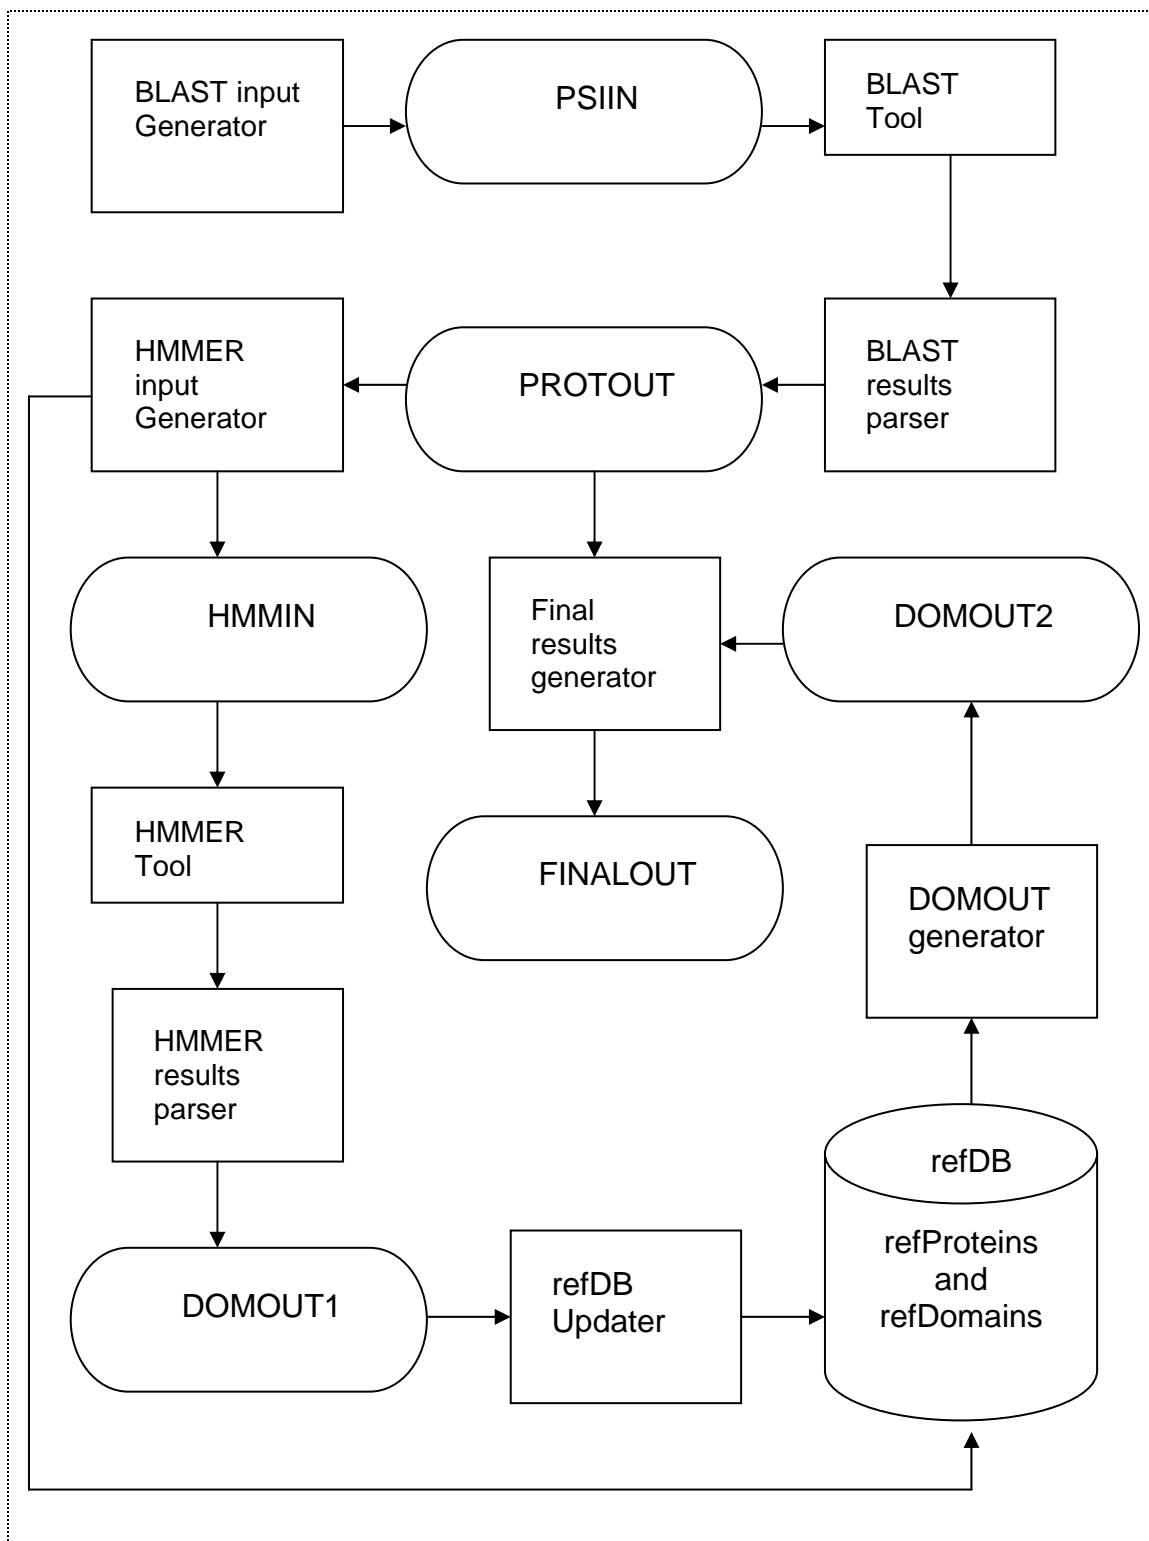 BLAST input
Generator
PSIIN
BLAST
Tool
HMMER
input
Generator
PROTOUT
BLAST
results
parser
HMMIN
Final
results
generator
DOMOUT2
HMMER
Tool
FINALOUT
DOMOUT
generator
HMMER
results
parser
refDB
refProteins
and
refDomains
DOMOUT1
refDB
Updater